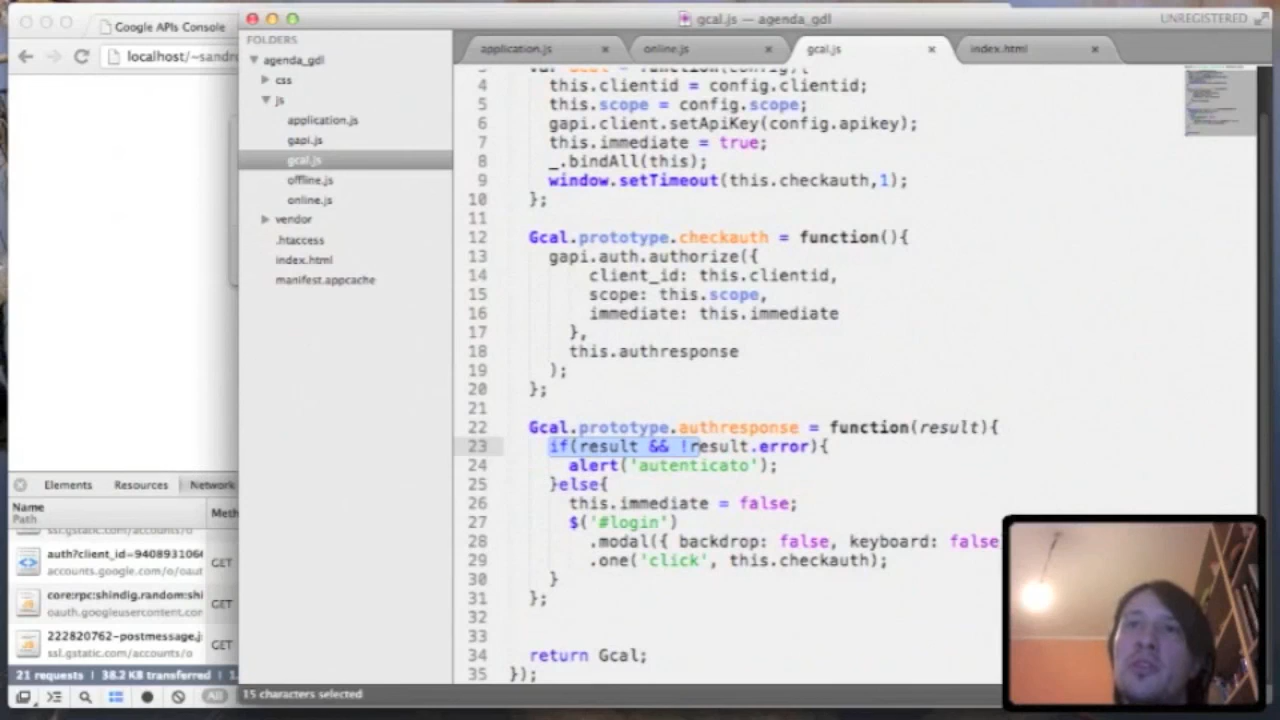 Google APIs Console
localhost/~sandru
gcal.js — agenda_gdl
UNREGISTERED
FOLDERS
agenda_gdl
css
js
application.js
gapi.js
gcal.js
offline.js
online.js
vendor
.htaccess
index.html
manifest.appcache
application.js × online.js × gcal.js × index.html ×
4 this.clientid = config.clientid;
5 this.scope = config.scope;
6 gapi.client.setApiKey(config.apikey);
7 this.immediate = true;
8 _.bindAll(this);
9 window.setTimeout(this.checkauth,1);
10 };
11
12 Gcal.prototype.checkauth = function(){
13 gapi.auth.authorize({
14 client_id: this.clientid,
15 scope: this.scope,
16 immediate: this.immediate
17 },
18 this.authresponse
19 );
20 };
21
22 Gcal.prototype.authresponse = function(result){
23 if(result && !result.error){
24 alert('autenticato');
25 }else{
26 this.immediate = false;
27 $('#login')
28 .modal({ backdrop: false, keyboard: false
29 .one('click', this.checkauth);
30 }
31 };
32
33
34 return Gcal;
35 });
15 characters selected
Elements Resources Network
Name
Path
Meth
ssl.gstatic.com/accounts/o
auth?client_id=9408931066
accounts.google.com/o/oaut
GET
core:rpc:shindig.random:shi
oauth.googleusercontent.cor
GET
222820762-postmessage.j
ssl.gstatic.com/accounts/o
GET
21 requests | 38.2 KB transferred | 1.
All